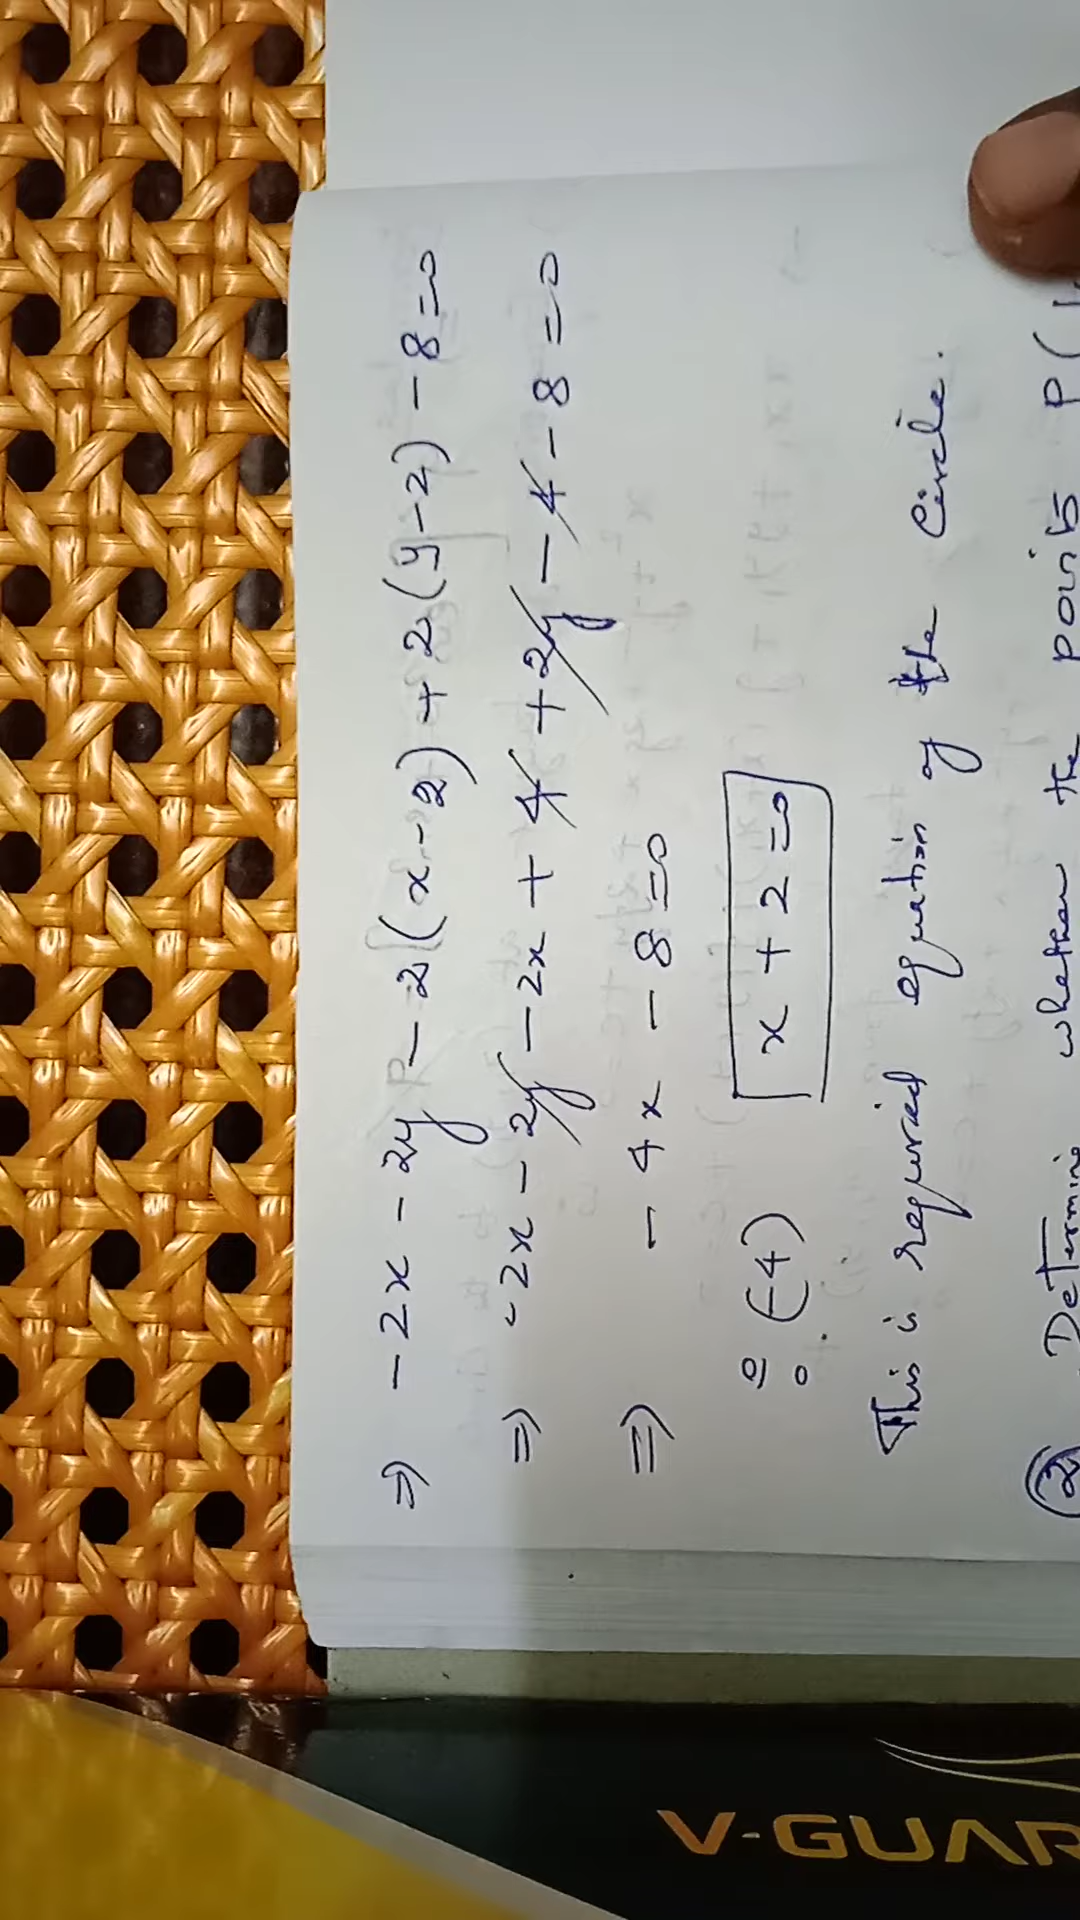 ⇒ -2x - 2y - 2(x-2) + 2(y-2) - 8 = 0
⇒ -2x - 2y - 2x + 4 + 2y - 4 - 8 = 0
⇒ - 4x - 8 = 0
÷ (-4) x + 2 = 0
This is required equation of the Circle.
② Determine whether the points P(
V-GUAR